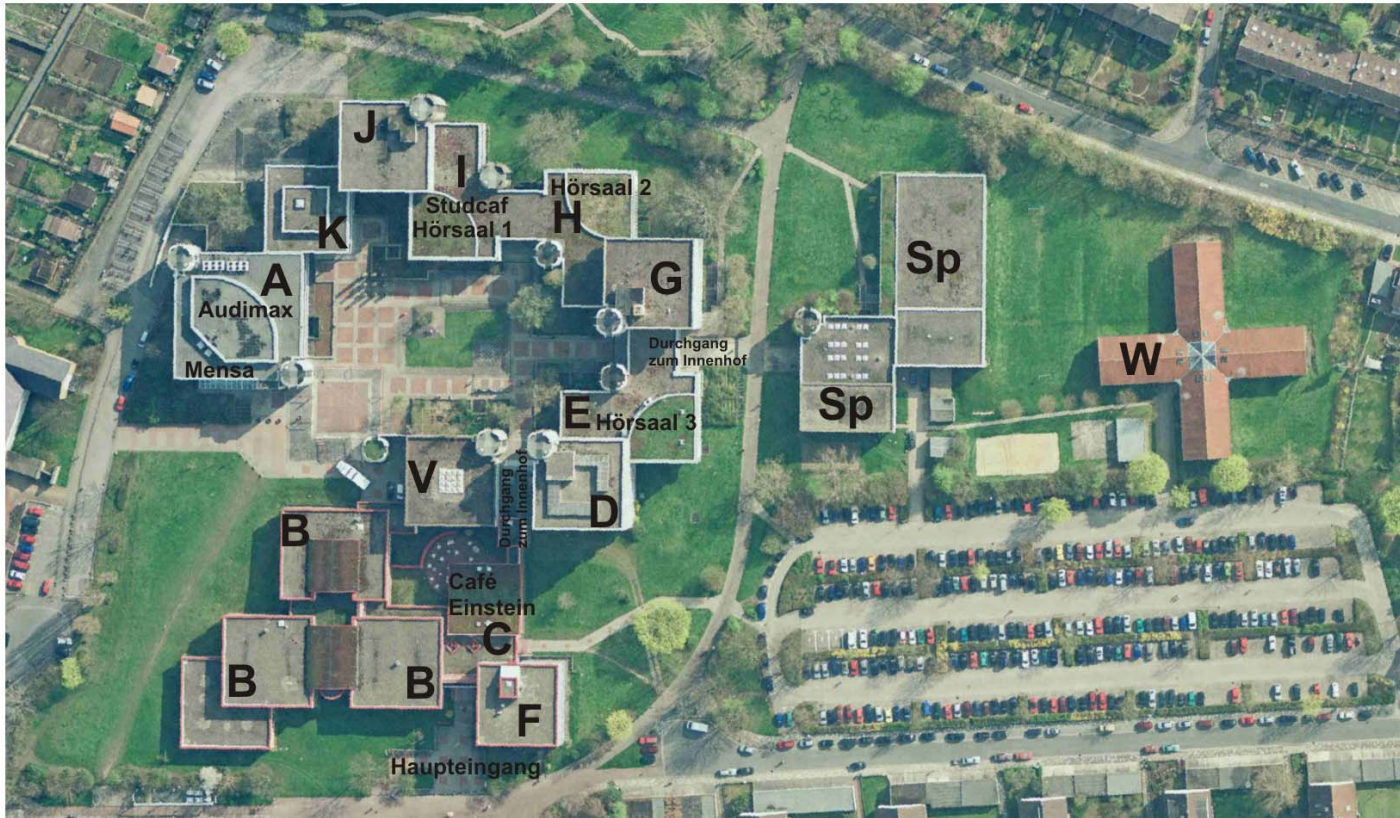 J
I
Hörsaal 2
Studcaf
H
K
Hörsaal 1
Sp
G
A
Audimax
Durchgang
zum Innenhof
W
Mensa
Sp
E Hörsaal 3
V
Durchgang
zum Innenhof
D
B
Café
Einstein
C
B
B
F
Haupteingang